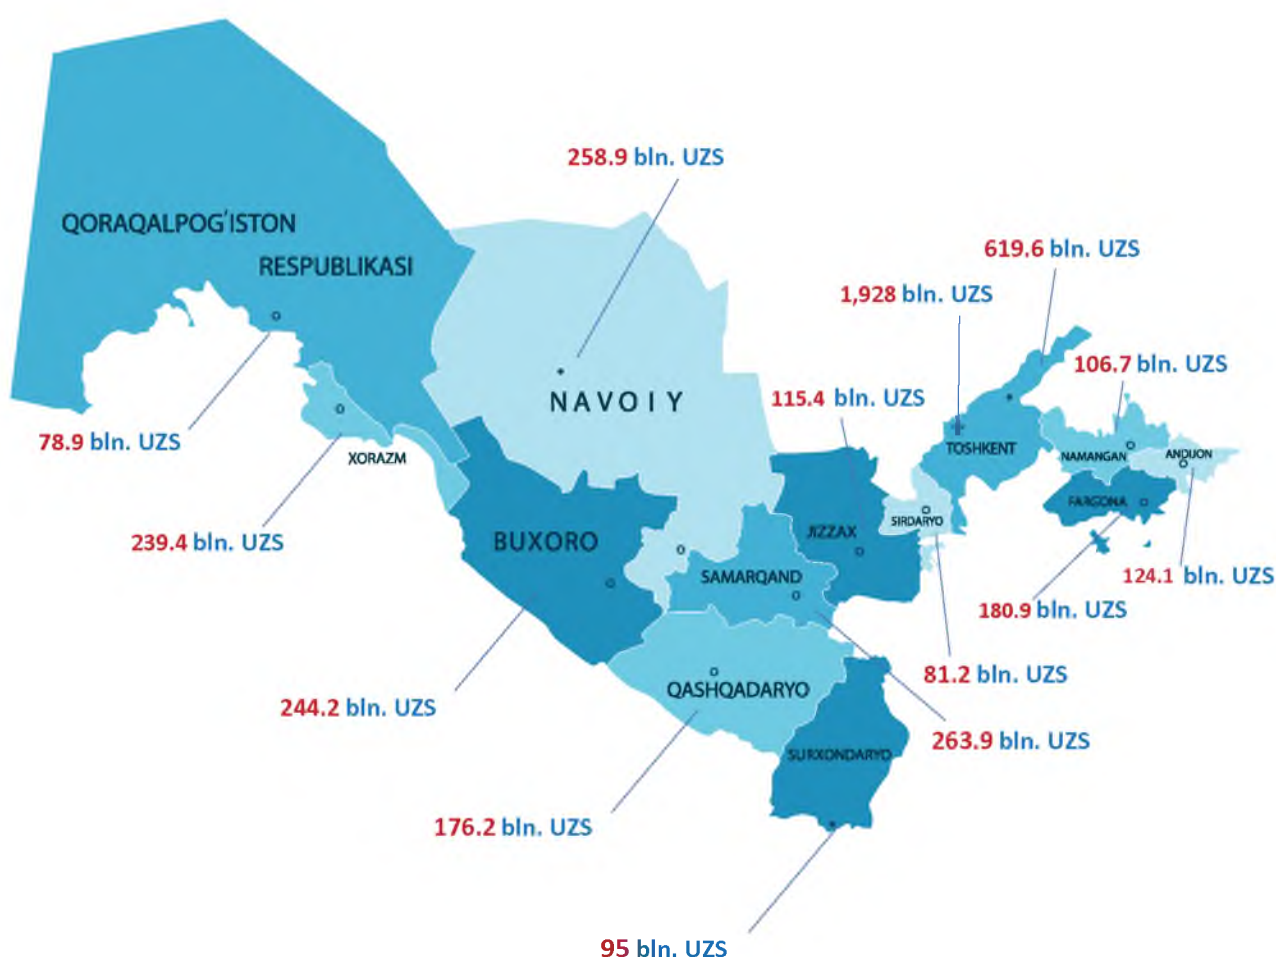 258.9 bln. UZS
QORAQALPOG'ISTON
RESPUBLIKASI
619.6 bln. UZS
1,928 bln. UZS
106.7 bln. UZS
NAVOIY
115.4 bln. UZS
78.9 bln. UZS
XORAZM
TOSHKENT
NAMANGAN
ANDIJON
FARGONA
SIRDARYO
JIZZAX
239.4 bln. UZS
BUXORO
SAMARQAND
124.1 bln. UZS
180.9 bln. UZS
81.2 bln. UZS
QASHQADARYO
244.2 bln. UZS
263.9 bln. UZS
SURXONDARYO
176.2 bln. UZS
95 bln. UZS